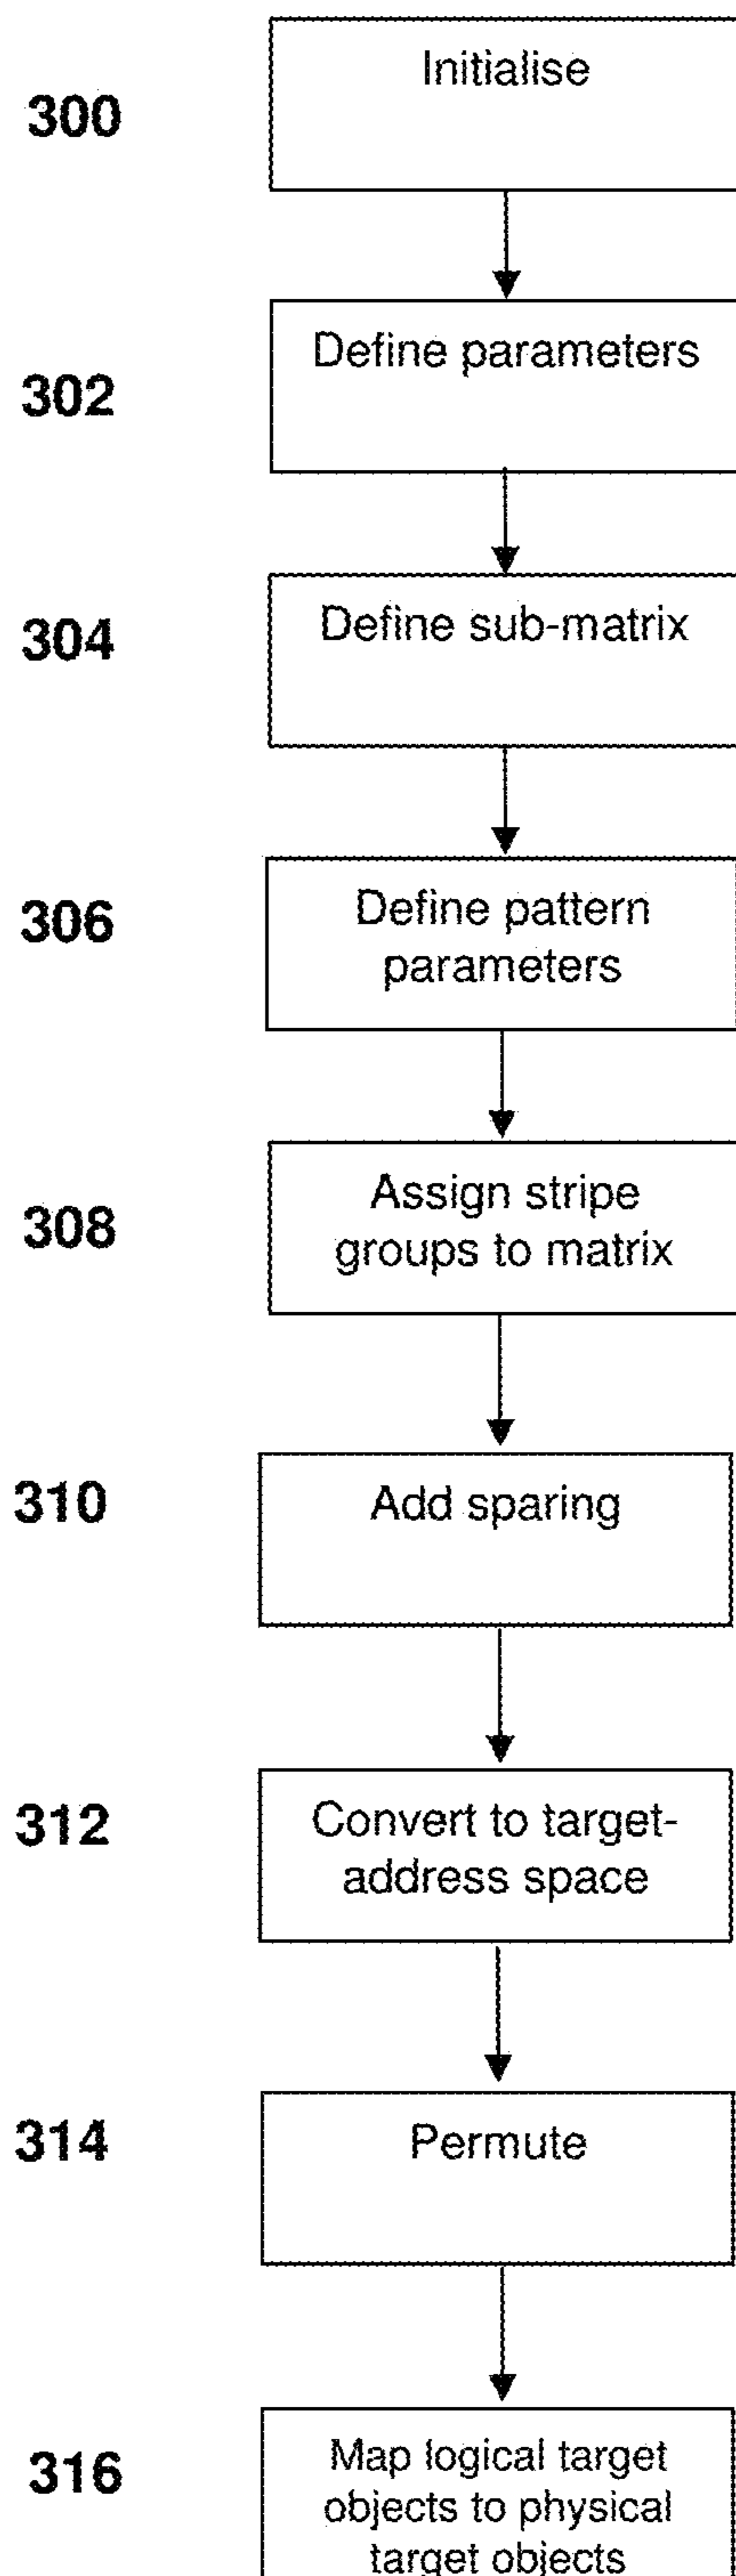 300
Initialise
302
Define parameters
304
Define sub-matrix
306
Define pattern
parameters
308
Assign stripe
groups to matrix
310
Add sparing
312
Convert to target-
address space
314
Permute
316
Map logical target
objects to physical
target objects